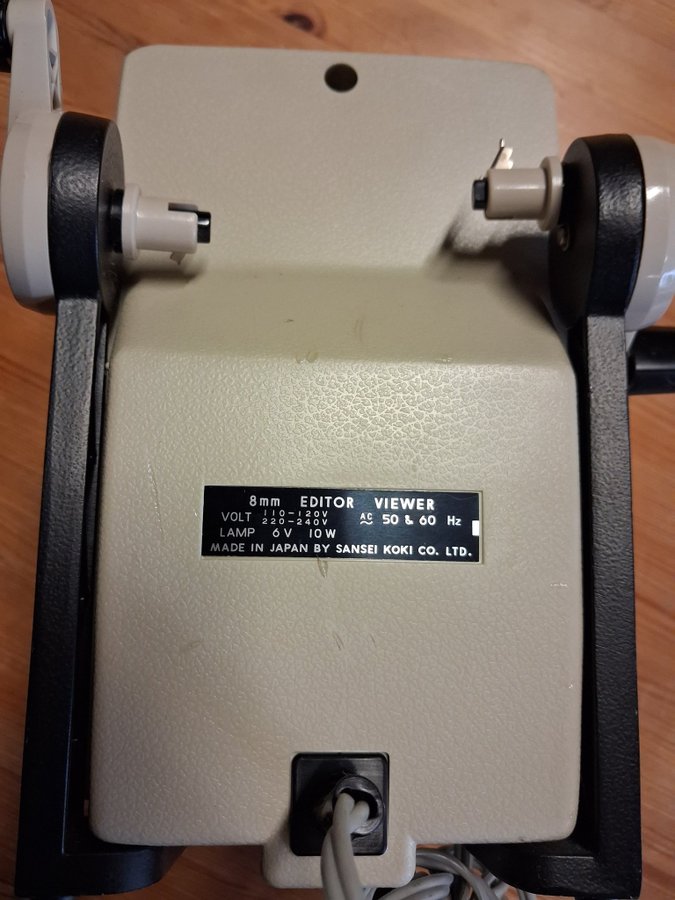 8mm EDITOR VIEWER
VOLT 110-120V 220-240V AC ~ 50 & 60 Hz
LAMP 6V 10W
MADE IN JAPAN BY SANSEI KOKI CO. LTD.